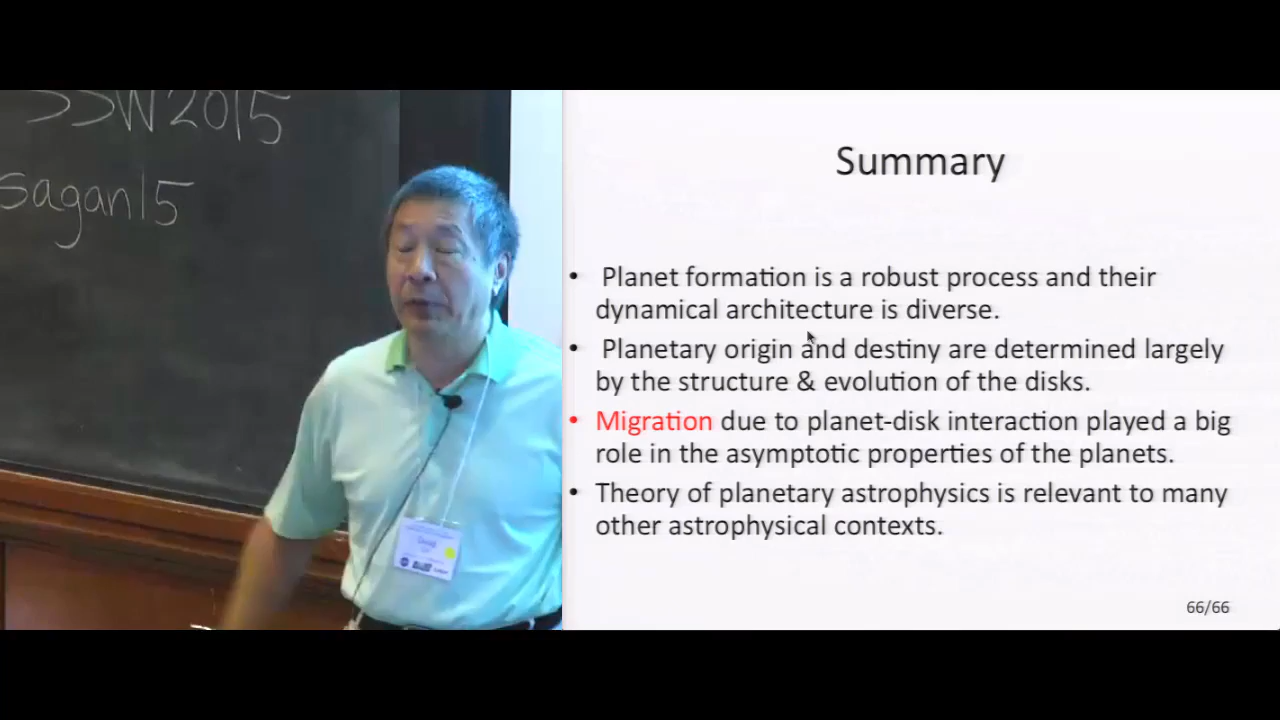 SSW2015
sagan15
Summary
• Planet formation is a robust process and their
dynamical architecture is diverse.
• Planetary origin and destiny are determined largely
by the structure & evolution of the disks.
• Migration due to planet-disk interaction played a big
role in the asymptotic properties of the planets.
• Theory of planetary astrophysics is relevant to many
other astrophysical contexts.
66/66